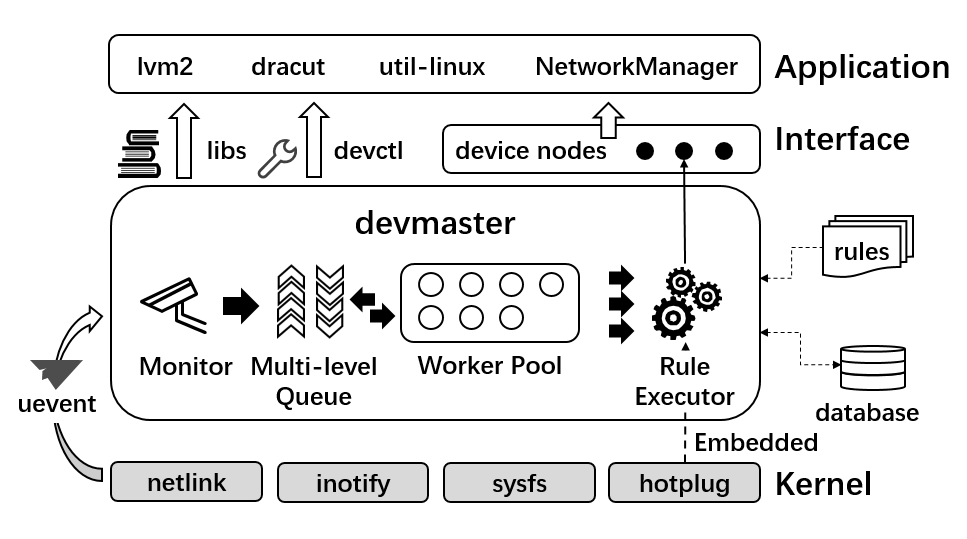 lvm2 dracut util-linux NetworkManager
Application
libs
devctl
device nodes
Interface
devmaster
rules
Monitor
Multi-level
Queue
Worker Pool
Rule
Executor
uevent
database
Embedded
netlink
inotify
sysfs
hotplug
Kernel